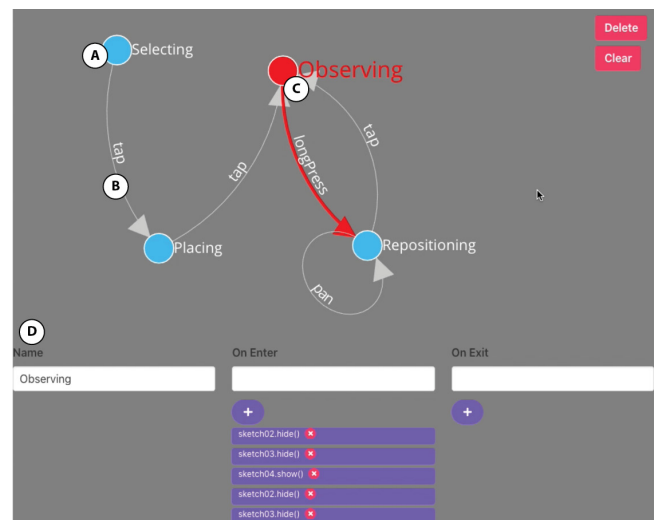 Delete
Clear
A
Selecting
C
Observing
tap
tap
longPress
tap
B
Placing
Repositioning
pan
D
Name
On Enter
On Exit
Observing
+
+
sketch02.hide()
sketch03.hide()
sketch04.show()
sketch02.hide()
sketch03.hide()